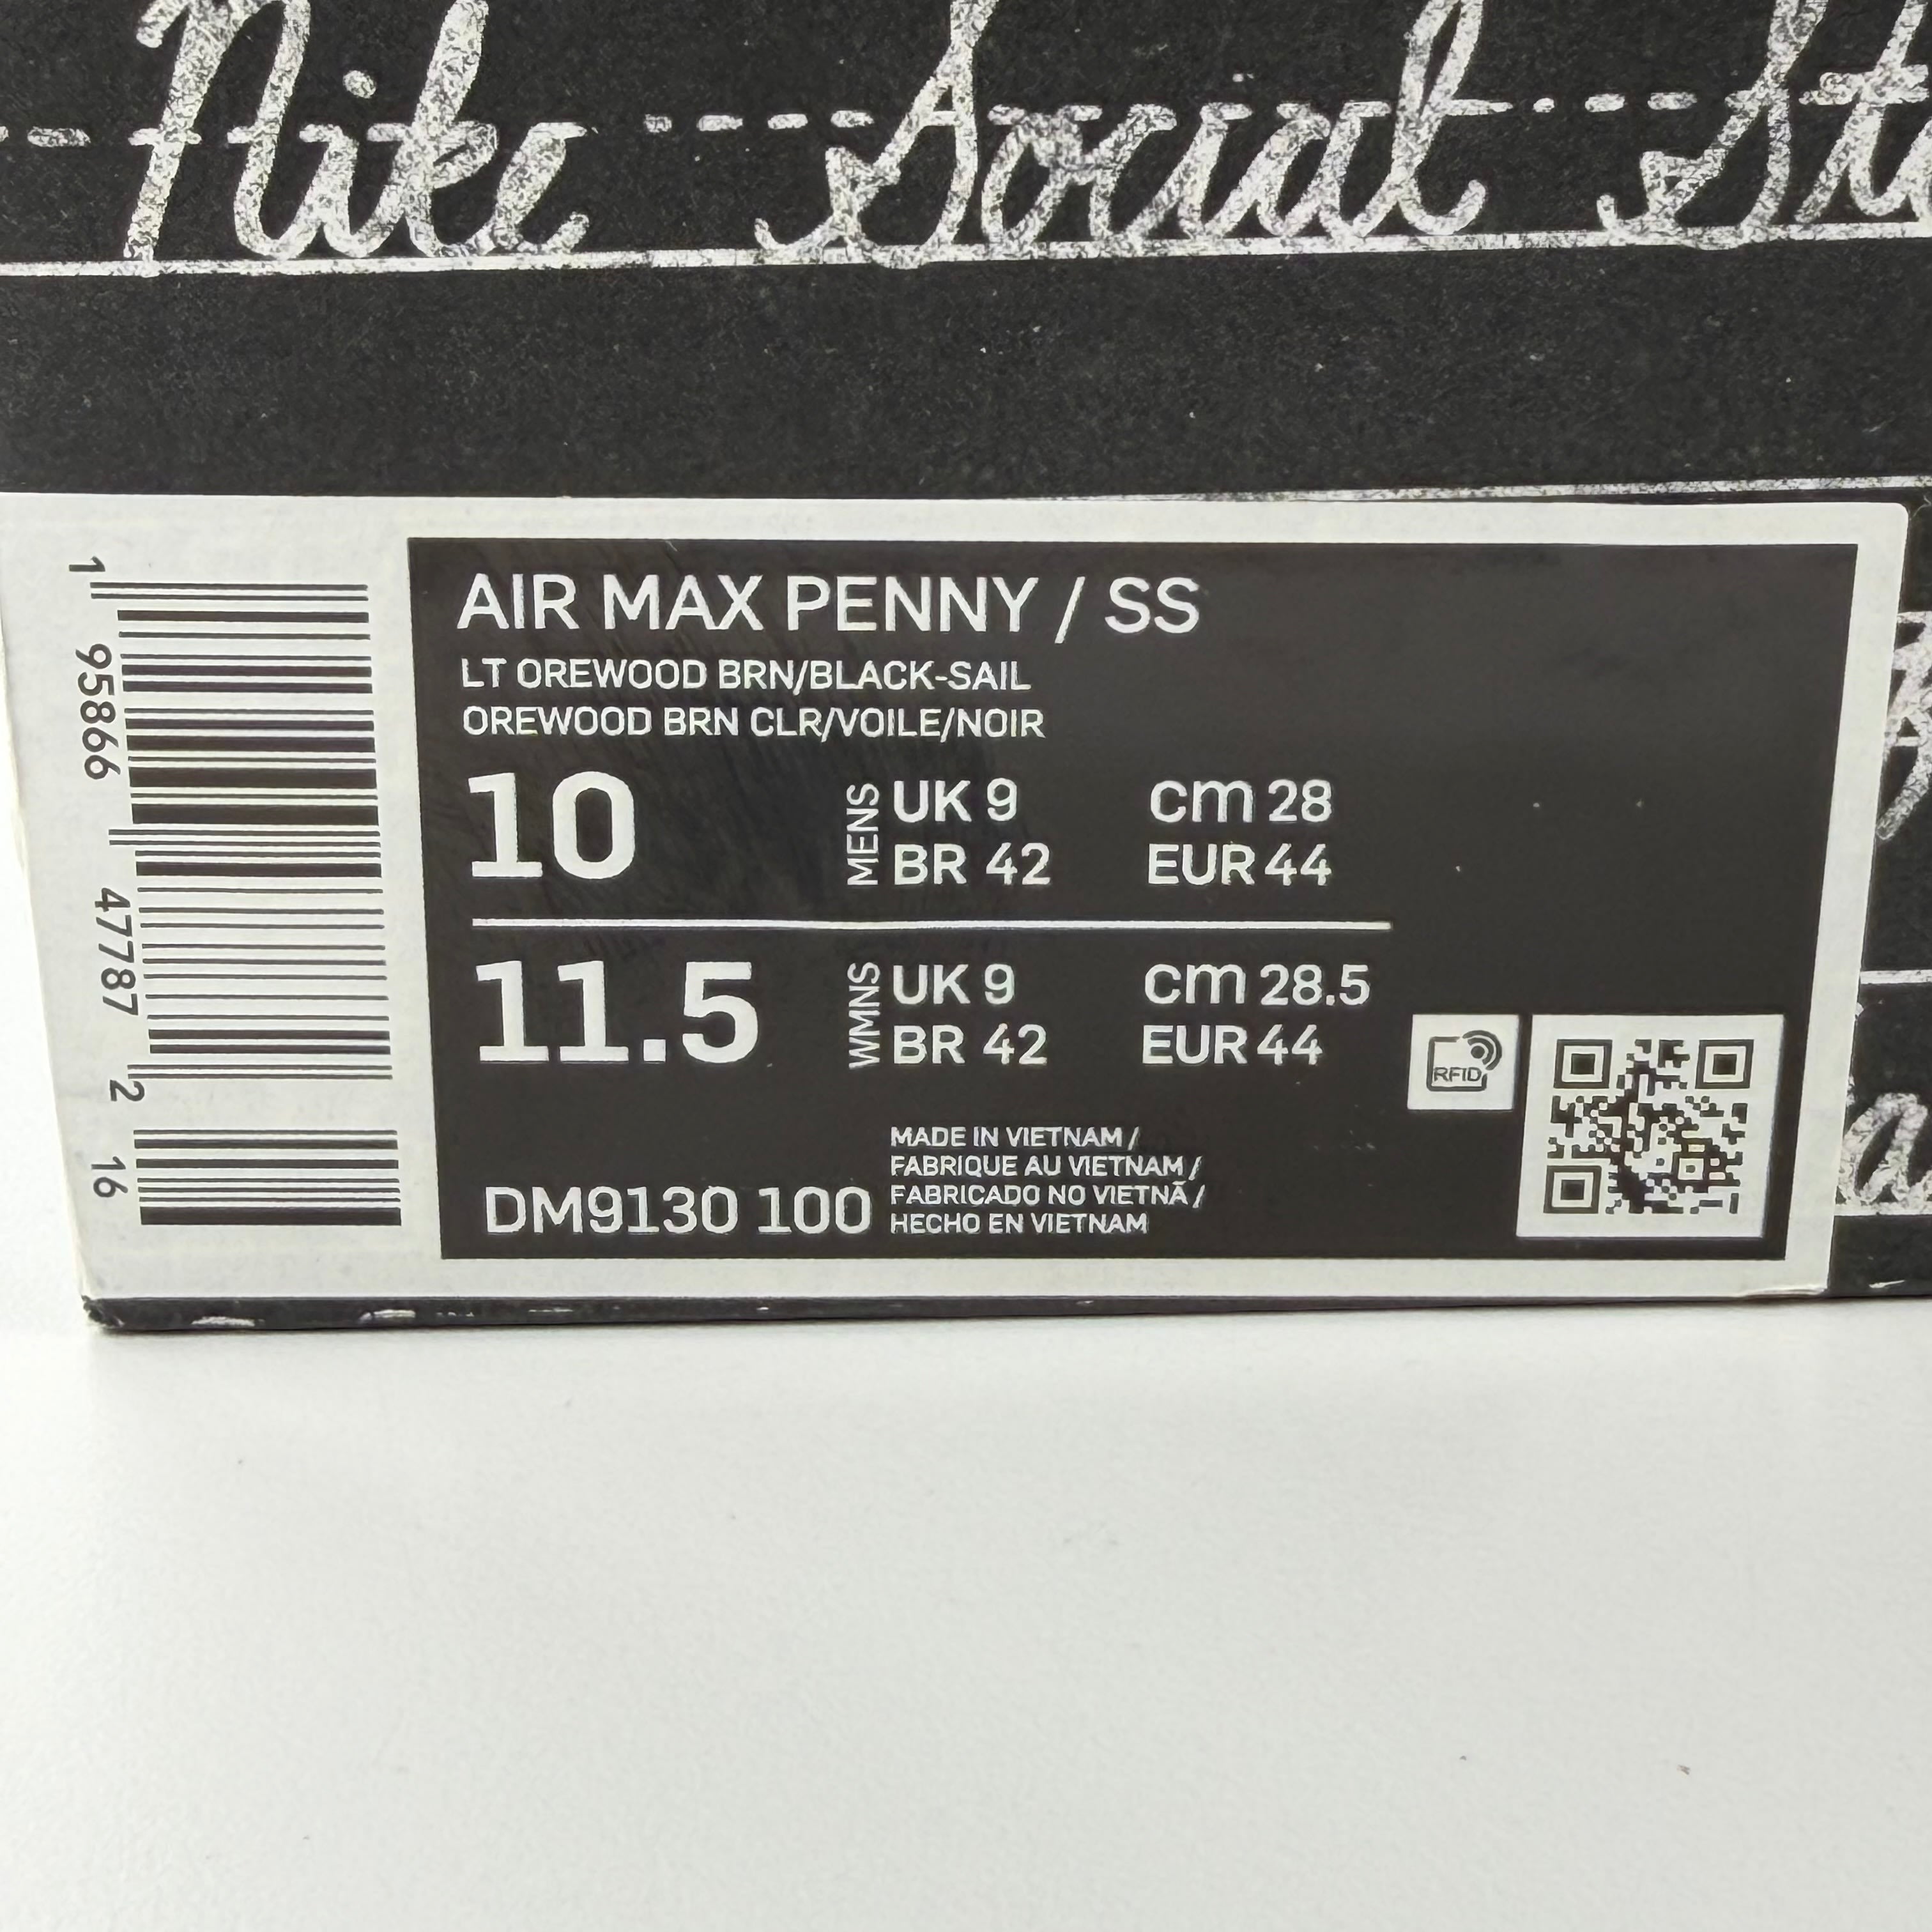 Nike Social
AIR MAX PENNY / SS
LT OREWOOD BRN/BLACK-SAIL
OREWOOD BRN CLR/VOILE/NOIR
10 MENS UK 9 cm 28
BR 42 EUR 44
11.5 WMNS UK 9 cm 28.5
BR 42 EUR 44
RFID
MADE IN VIETNAM /
FABRIQUE AU VIETNAM /
FABRICADO NO VIETNÃ /
HECHO EN VIETNAM
DM9130 100
1 95866 47787 2 16